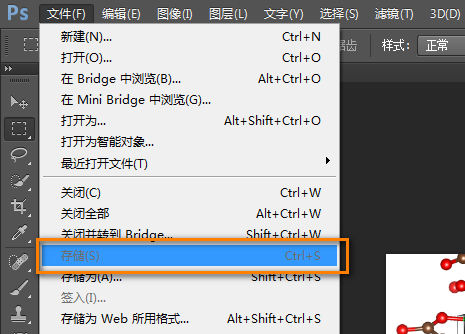 Ps 文件(F) 编辑(E) 图像(I) 图层(L) 文字(Y) 选择(S) 滤镜(T) 3D(D)
新建(N)... Ctrl+N
打开(O)... Ctrl+O
在 Bridge 中浏览(B)... Alt+Ctrl+O
在 Mini Bridge 中浏览(G)...
打开为... Alt+Shift+Ctrl+O
打开为智能对象...
最近打开文件(T)
关闭(C) Ctrl+W
关闭全部 Alt+Ctrl+W
关闭并转到 Bridge... Shift+Ctrl+W
存储(S) Ctrl+S
存储为(A)... Shift+Ctrl+S
签入(I)...
存储为 Web 所用格式... Alt+Shift+Ctrl+S
锯齿 样式： 正常